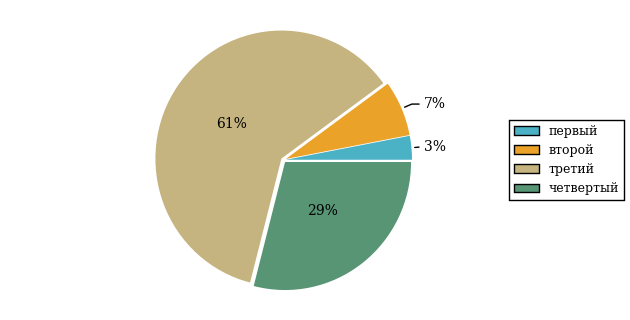 7%
61%
3%
29%
первый
второй
третий
четвертый